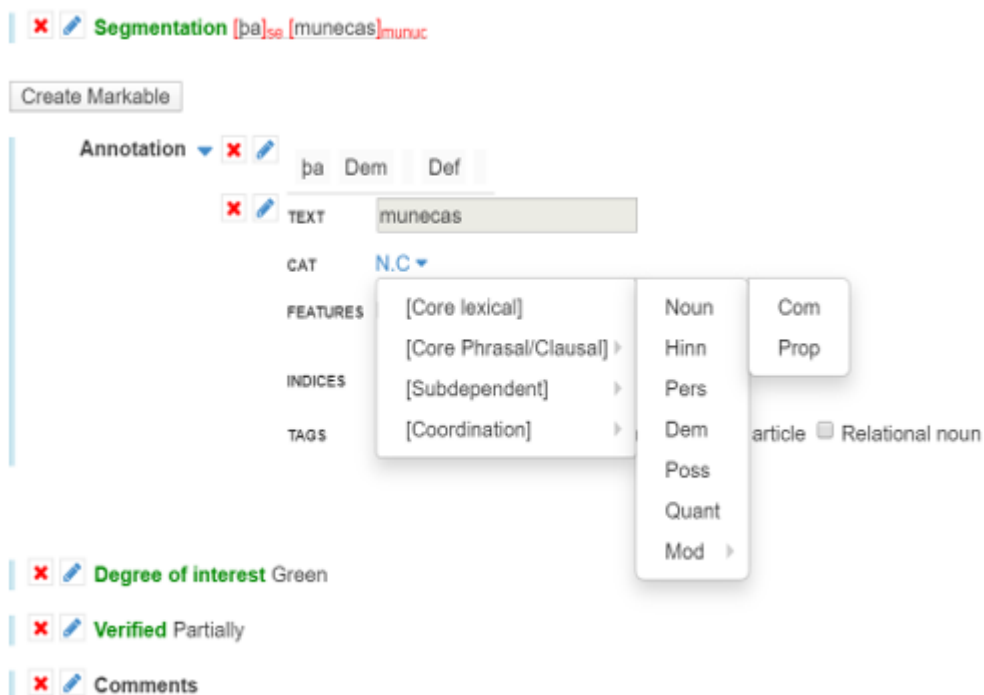 Segmentation [þa]se [munecas]munuc
Create Markable
Annotation
þa Dem Def
TEXT munecas
CAT N.C
FEATURES [Core lexical] Noun Com
[Core Phrasal/Clausal] Hinn Prop
INDICES [Subdependent] Pers
TAGS [Coordination] Dem article Relational noun
Poss
Quant
Mod
Degree of interest Green
Verified Partially
Comments